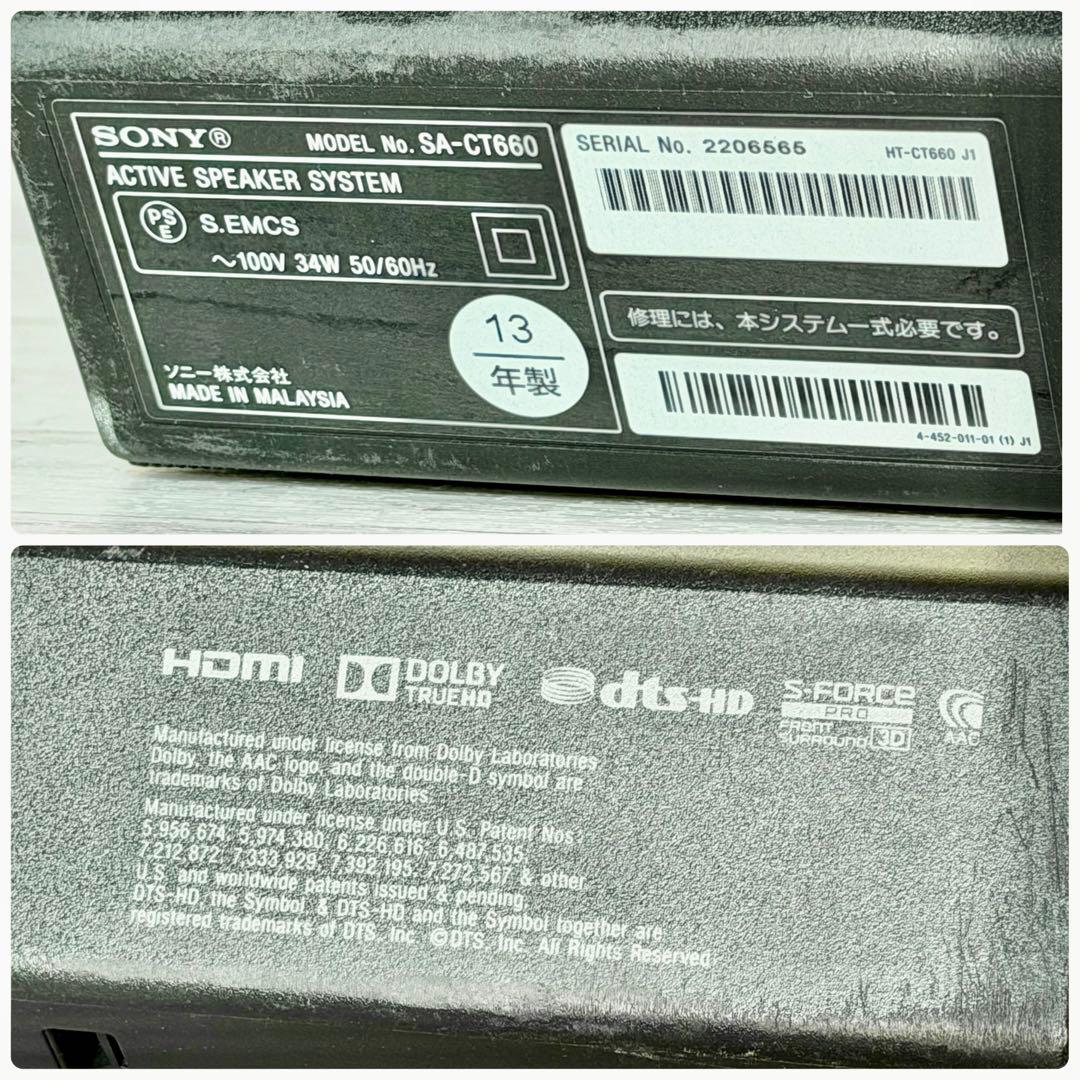 SONY®
MODEL No. SA-CT660
ACTIVE SPEAKER SYSTEM
PSE
S.EMCS
～100V 34W 50/60Hz
13
年製
ソニー株式会社
MADE IN MALAYSIA
SERIAL No. 2206565
HT-CT660 J1
修理には、本システム一式必要です。
4-452-011-01 (1) J1
HDMI
DOLBY
TRUEHD
dts-HD
S-FORCE
PRO
FRONT
SURROUND 3D
AAC
Manufactured under license from Dolby Laboratories
Dolby, the AAC logo, and the double-D symbol are
trademarks of Dolby Laboratories.
Manufactured under license under U.S. Patent Nos:
5,956,674; 5,974,380; 6,226,616; 6,487,535;
7,212,872; 7,333,929; 7,392,195; 7,272,567 & other
U.S. and worldwide patents issued & pending.
DTS-HD, the Symbol, & DTS-HD and the Symbol together are
registered trademarks of DTS, Inc. ©DTS, Inc. All Rights Reserved